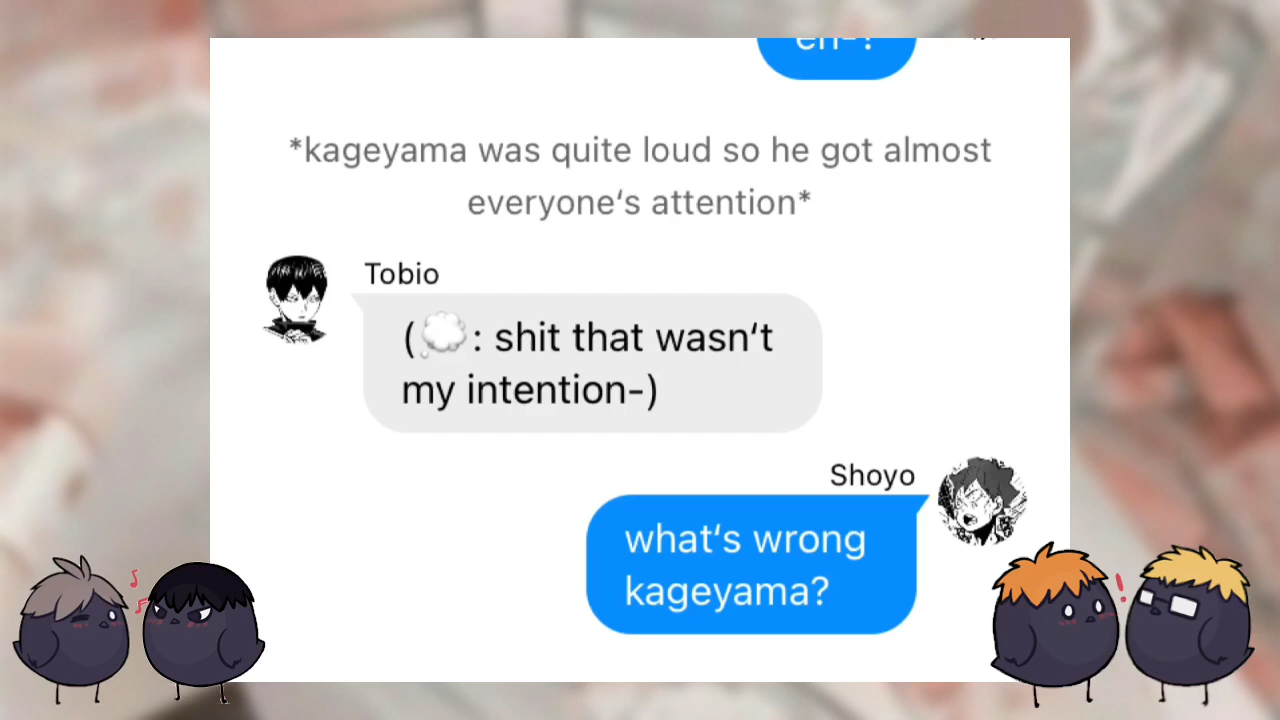 *kageyama was quite loud so he got almost
everyone‘s attention*
Tobio
(💭: shit that wasn‘t
my intention-)
Shoyo
what‘s wrong
kageyama?